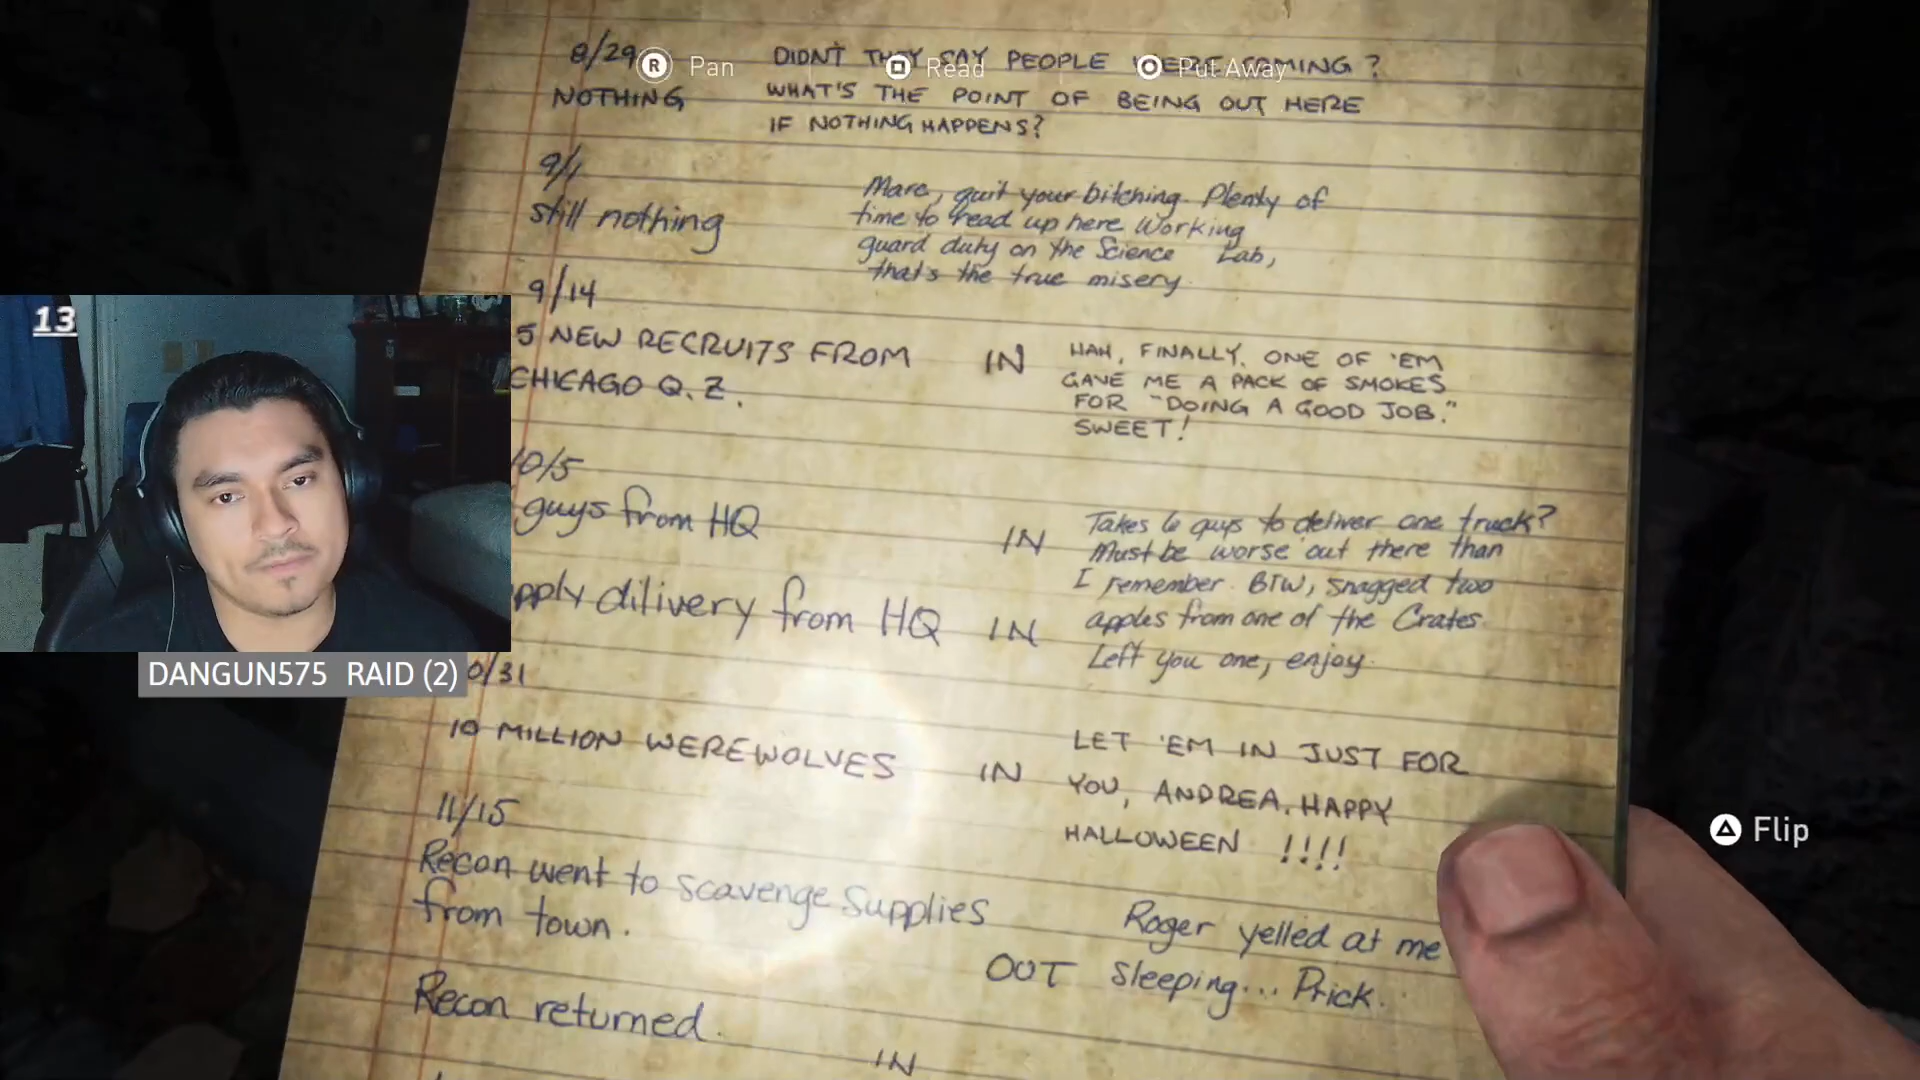 8/29
DIDN'T THEY SAY PEOPLE WERE COMING?
R Pan
Read
Put Away
NOTHING
WHAT'S THE POINT OF BEING OUT HERE
IF NOTHING HAPPENS?
9/1
still nothing
Marc, quit your bitching. Plenty of
time to read up here. Working
guard duty on the Science Lab,
that's the true misery.
9/14
5 NEW RECRUITS FROM
CHICAGO Q.Z.
IN
HAH, FINALLY. ONE OF 'EM
GAVE ME A PACK OF SMOKES
FOR "DOING A GOOD JOB."
SWEET!
13
10/5
guys from HQ
IN
Takes 6 guys to deliver one truck?
Must be worse out there than
I remember. BTW, snagged two
apples from one of the Crates.
Left you one, enjoy.
pply dilivery from HQ
IN
DANGUN575 RAID (2)
0/31
10 MILLION WEREWOLVES
IN
LET 'EM IN JUST FOR
YOU, ANDREA. HAPPY
HALLOWEEN !!!!
Flip
11/15
Recon went to scavenge supplies
from town.
OUT
Roger yelled at me
sleeping... Prick.
Recon returned.
IN